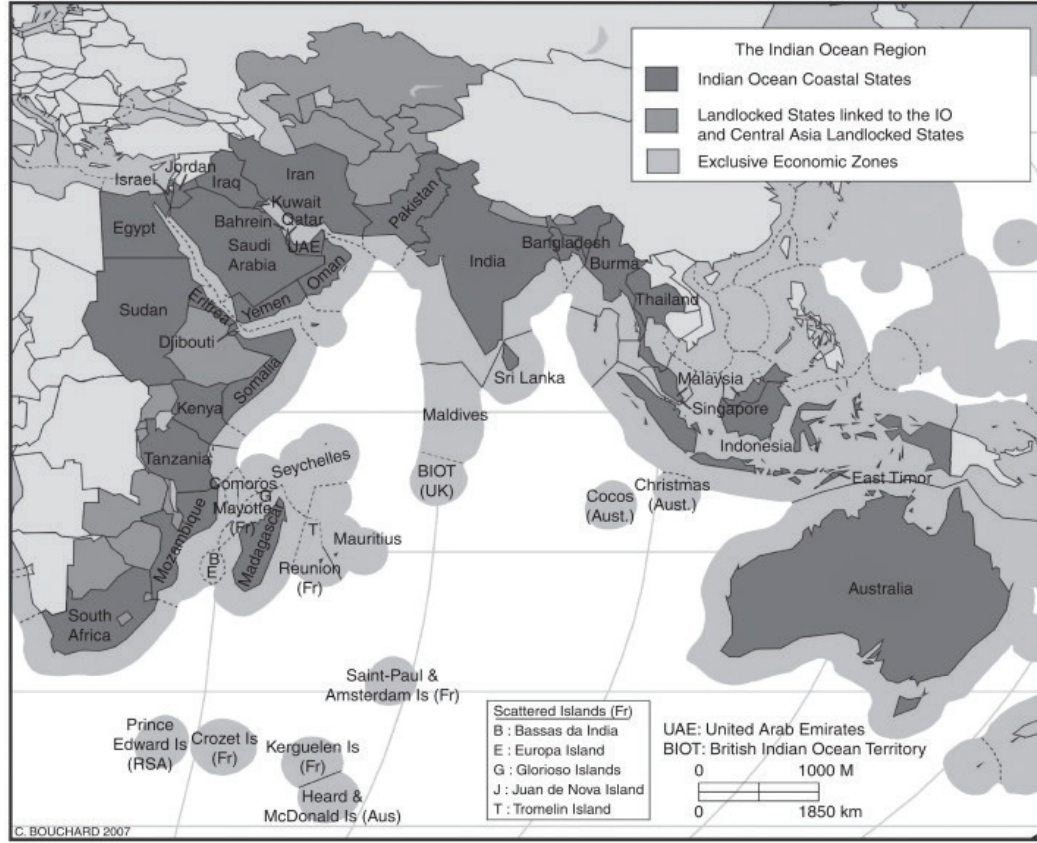 The Indian Ocean Region
Indian Ocean Coastal States
Landlocked States linked to the IO
and Central Asia Landlocked States
Exclusive Economic Zones
Jordan
Israel
Iraq
Iran
Kuwait
Bahrain
Qatar
Egypt
Saudi
Arabia
UAE
Pakistan
Oman
Yemen
India
Bangladesh
Burma
Thailand
Sudan
Eritrea
Djibouti
Somalia
Sri Lanka
Malaysia
Singapore
Indonesia
Kenya
Maldives
Tanzania
Seychelles
BIOT
(UK)
Comoros
G
Mayotte
(Fr)
Madagascar
Mozambique
T
Mauritius
Reunion
(Fr)
B
E
Cocos
(Aust.)
Christmas
(Aust.)
East Timor
Australia
South
Africa
Saint-Paul &
Amsterdam Is (Fr)
Prince
Edward Is
(RSA)
Crozet Is
(Fr)
Kerguelen Is
(Fr)
Heard &
McDonald Is (Aus)
Scattered Islands (Fr)
B : Bassas da India
E : Europa Island
G : Glorioso Islands
J : Juan de Nova Island
T : Tromelin Island
UAE: United Arab Emirates
BIOT: British Indian Ocean Territory
0 1000 M
0 1850 km
C. BOUCHARD 2007